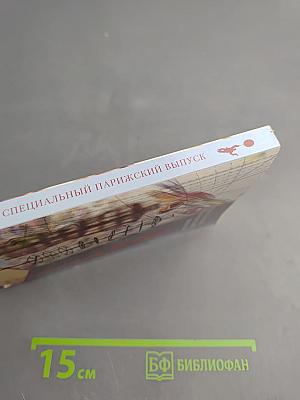 СПЕЦИАЛЬНЫЙ ПАРИЖСКИЙ ВЫПУСК
15 см
БФ БИБЛИОФАН